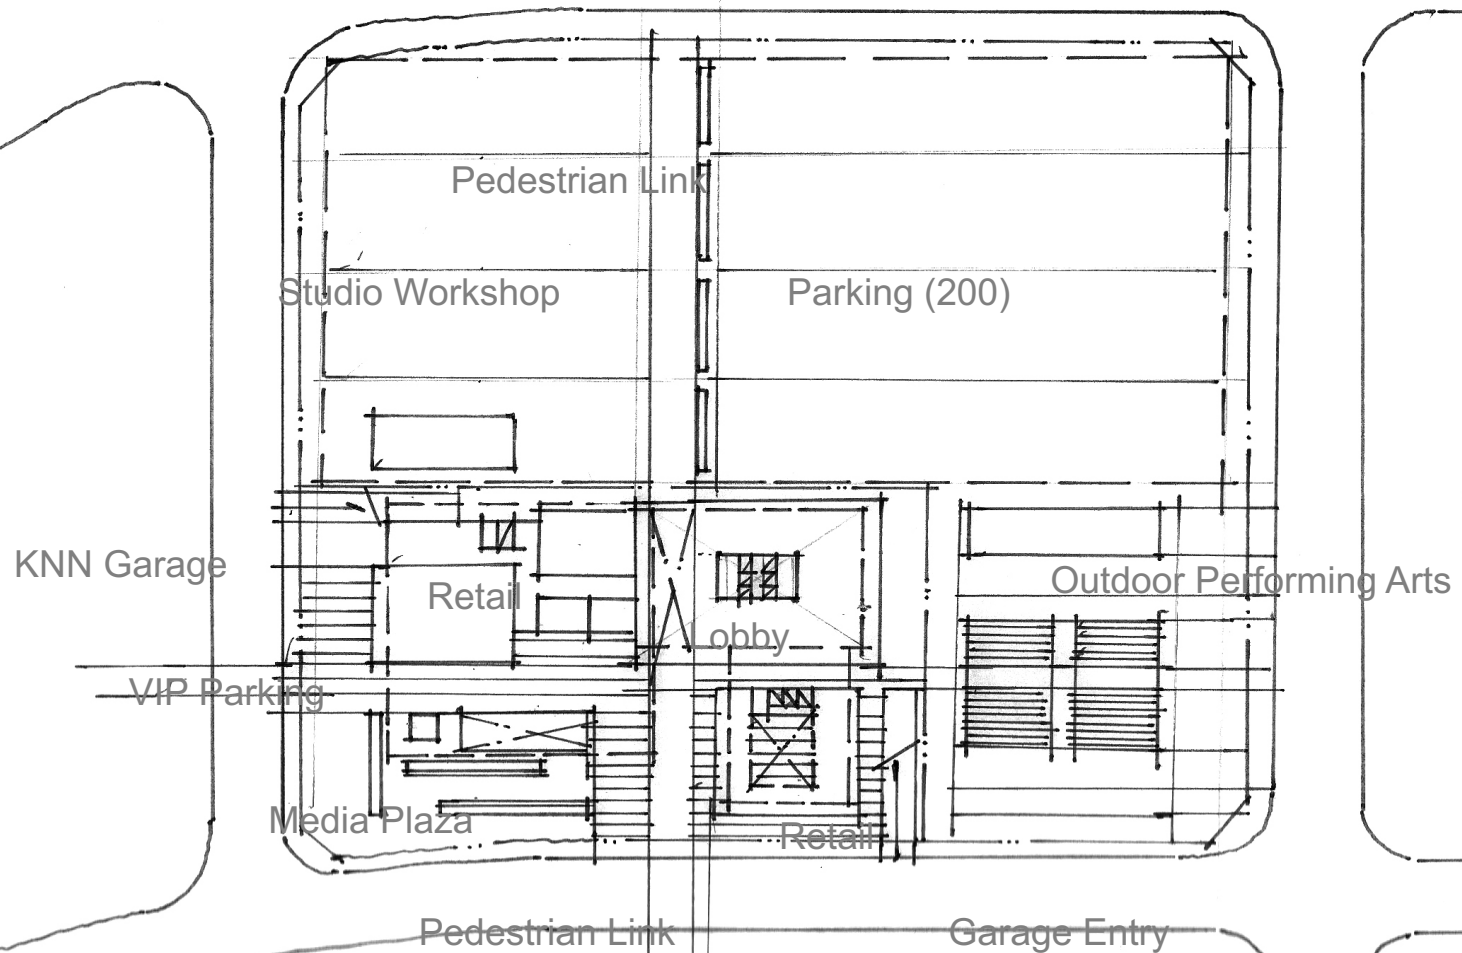 Pedestrian Link
Studio Workshop
Parking (200)
KNN Garage
Retail
Outdoor Performing Arts
Lobby
VIP Parking
Media Plaza
Retail
Pedestrian Link
Garage Entry